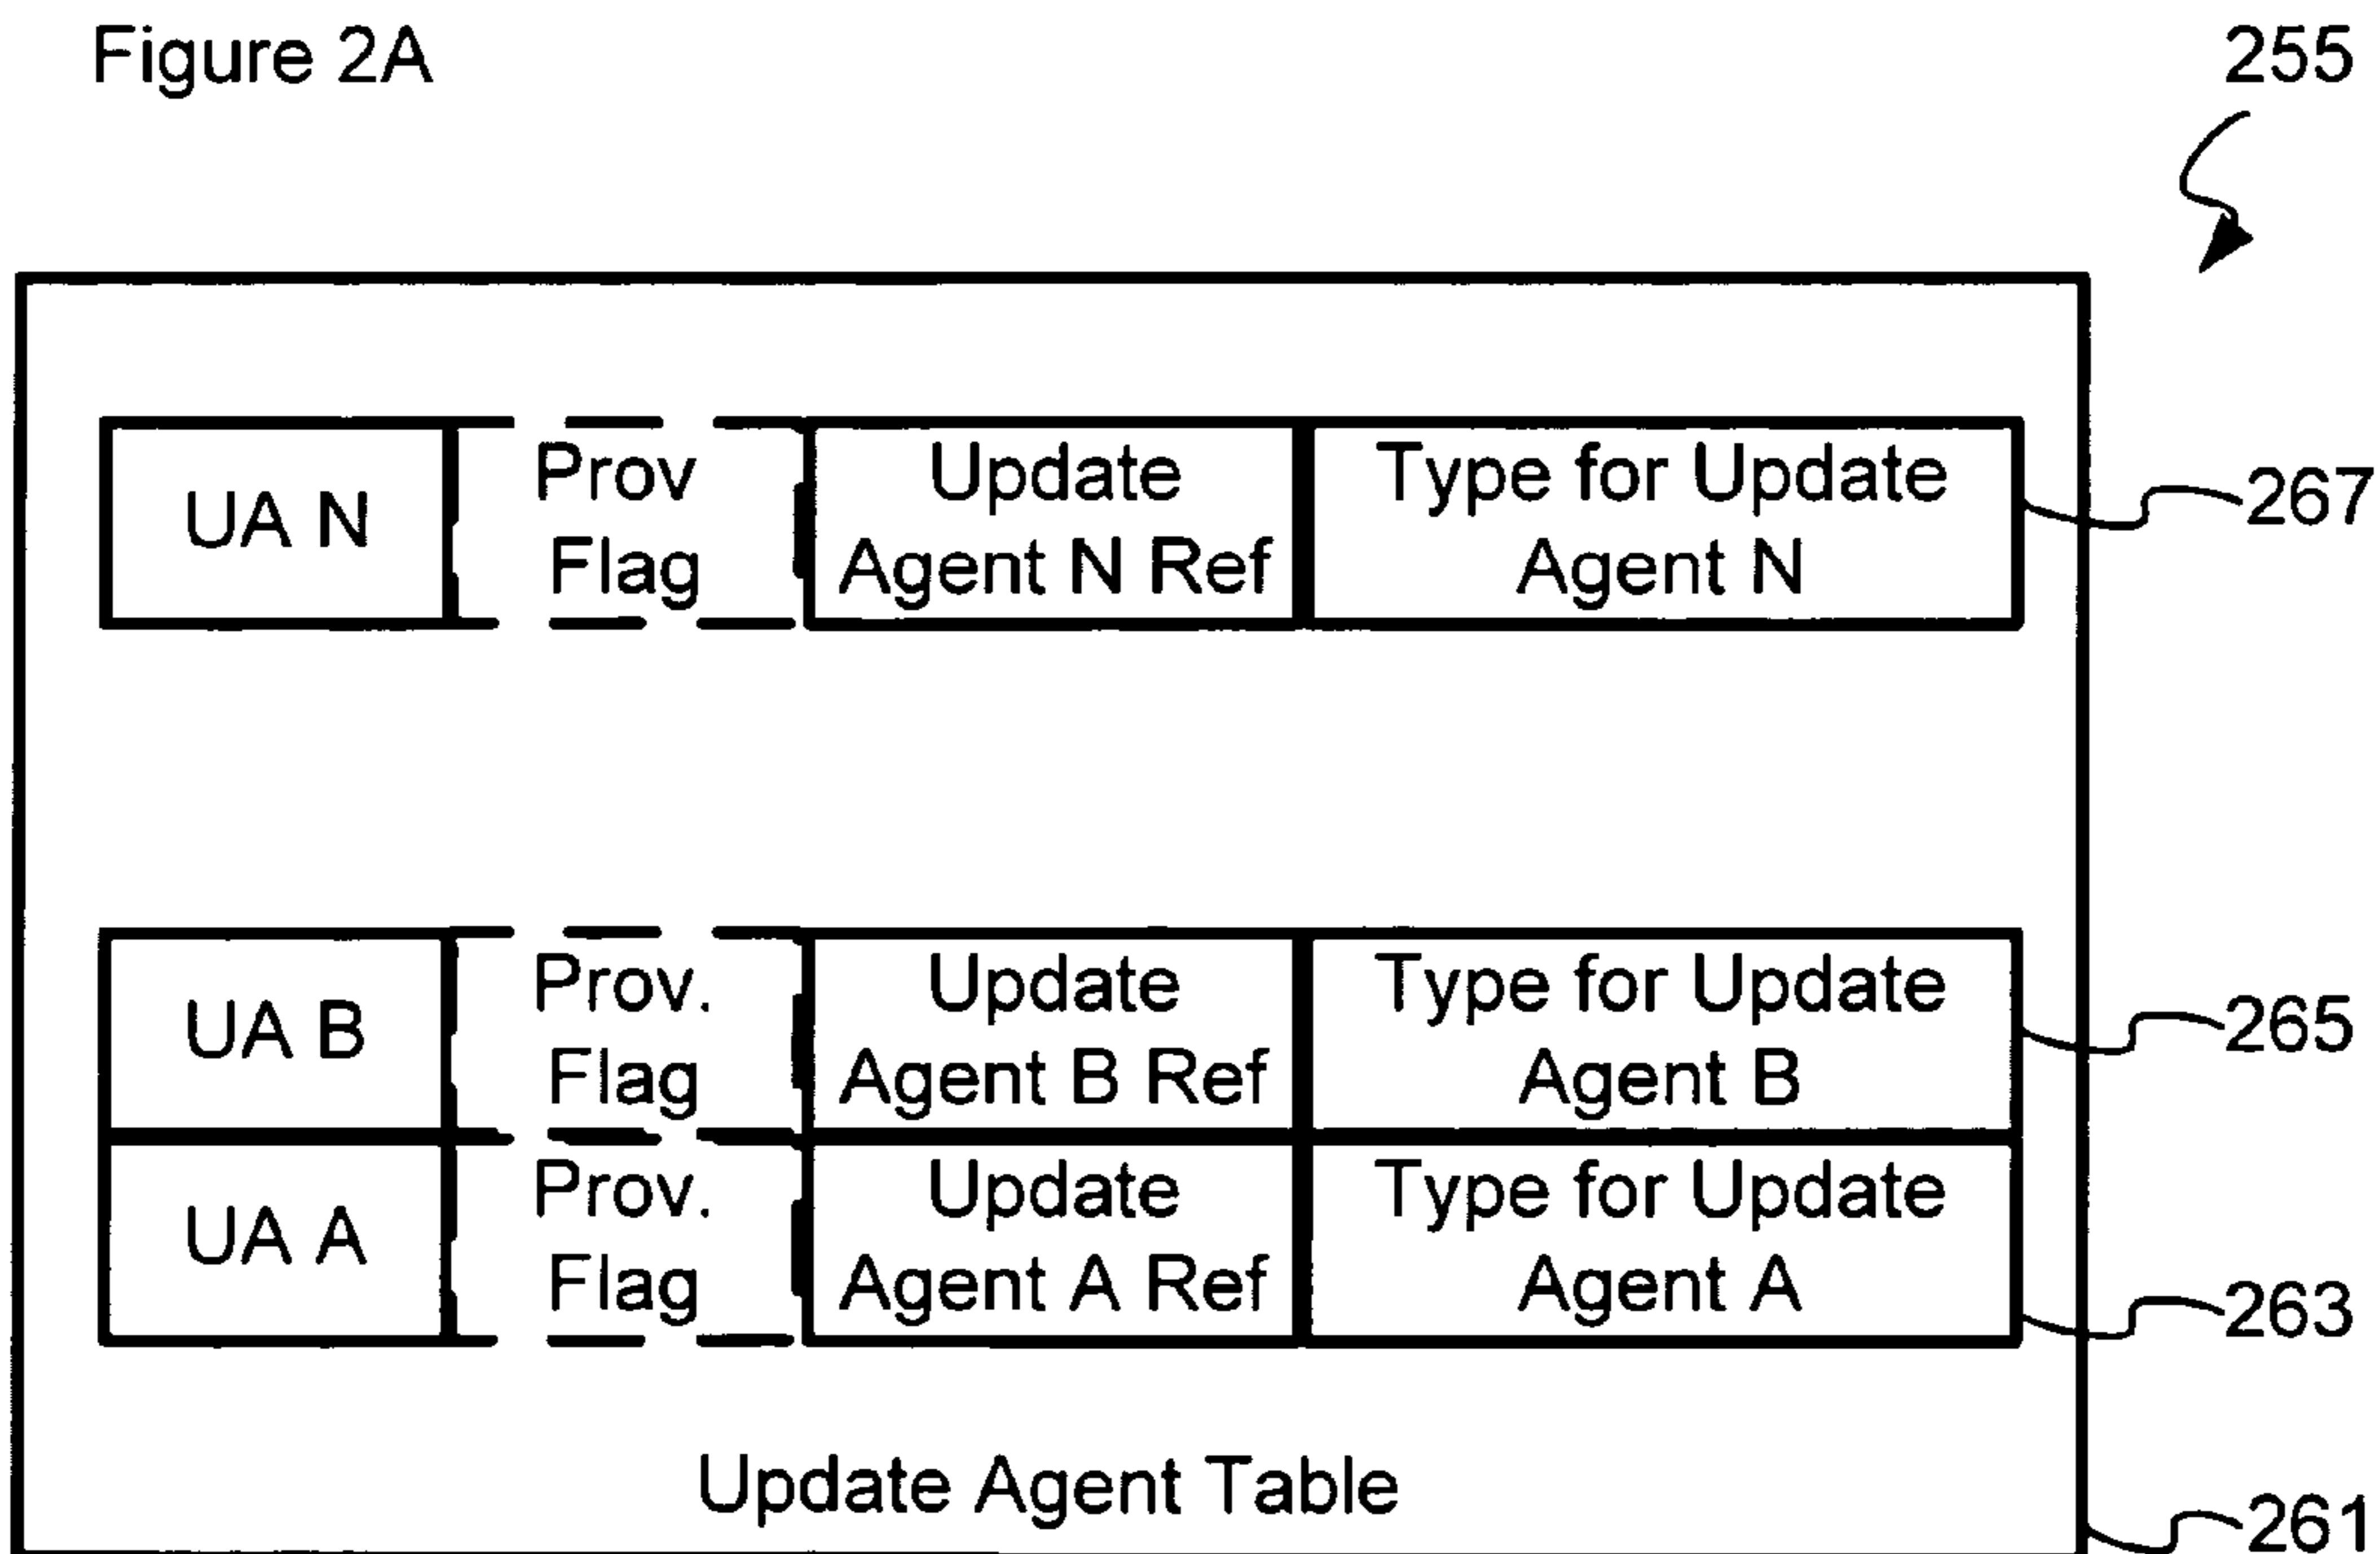 Figure 2A
255
UA N
Prov
Flag
Update
Agent N Ref
Type for Update
Agent N
267
UA B
Prov.
Flag
Update
Agent B Ref
Type for Update
Agent B
265
UA A
Prov.
Flag
Update
Agent A Ref
Type for Update
Agent A
263
Update Agent Table
261